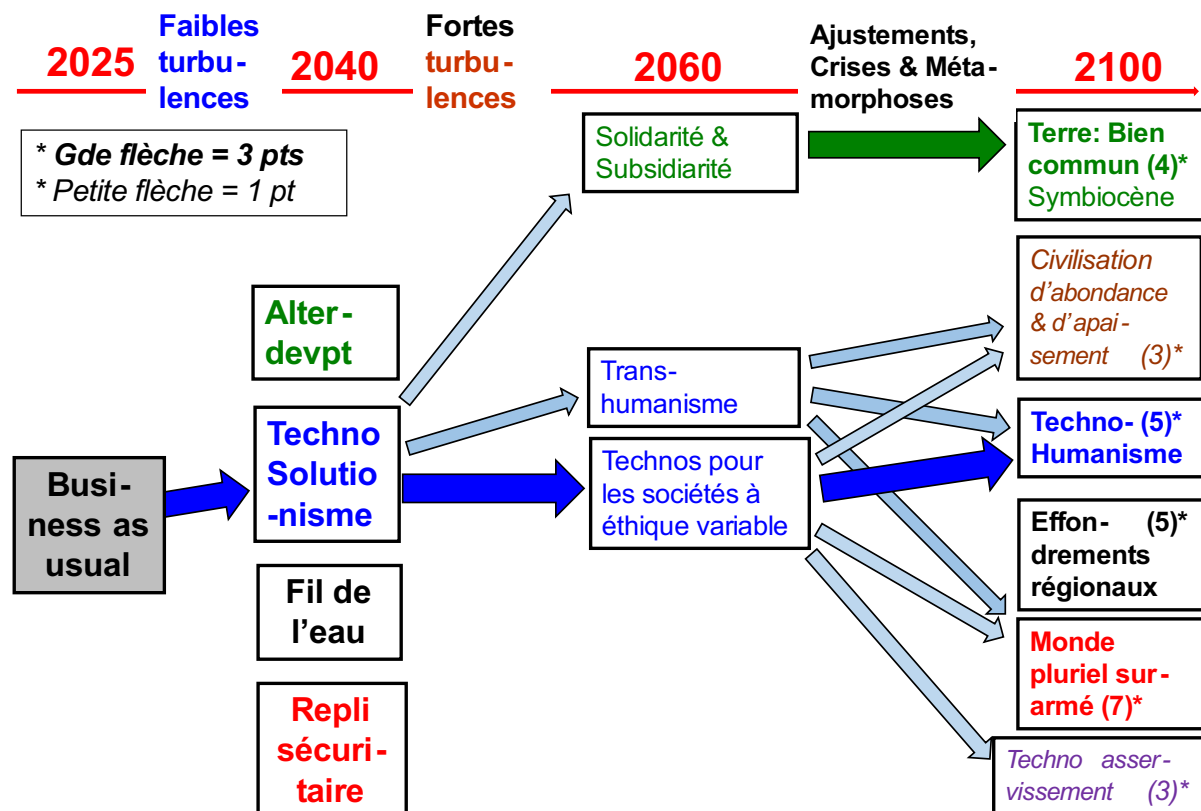 2025
Faibles
turbu-
lences
2040
Fortes
turbu-
lences
2060
Ajustements,
Crises & Méta-
morphoses
2100
* Gde flèche = 3 pts
* Petite flèche = 1 pt
Solidarité &
Subsidiarité
Terre: Bien
commun (4)*
Symbiocène
Alter-
devpt
Civilisation
d'abondance
& d'apai-
sement (3)*
Trans-
humanisme
Techno
Solutio
-nisme
Techno- (5)*
Humanisme
Busi-
ness as
usual
Technos pour
les sociétés à
éthique variable
Effon- (5)*
drements
régionaux
Fil de
l'eau
Monde
pluriel sur-
armé (7)*
Repli
sécuri-
taire
Techno asser-
vissement (3)*